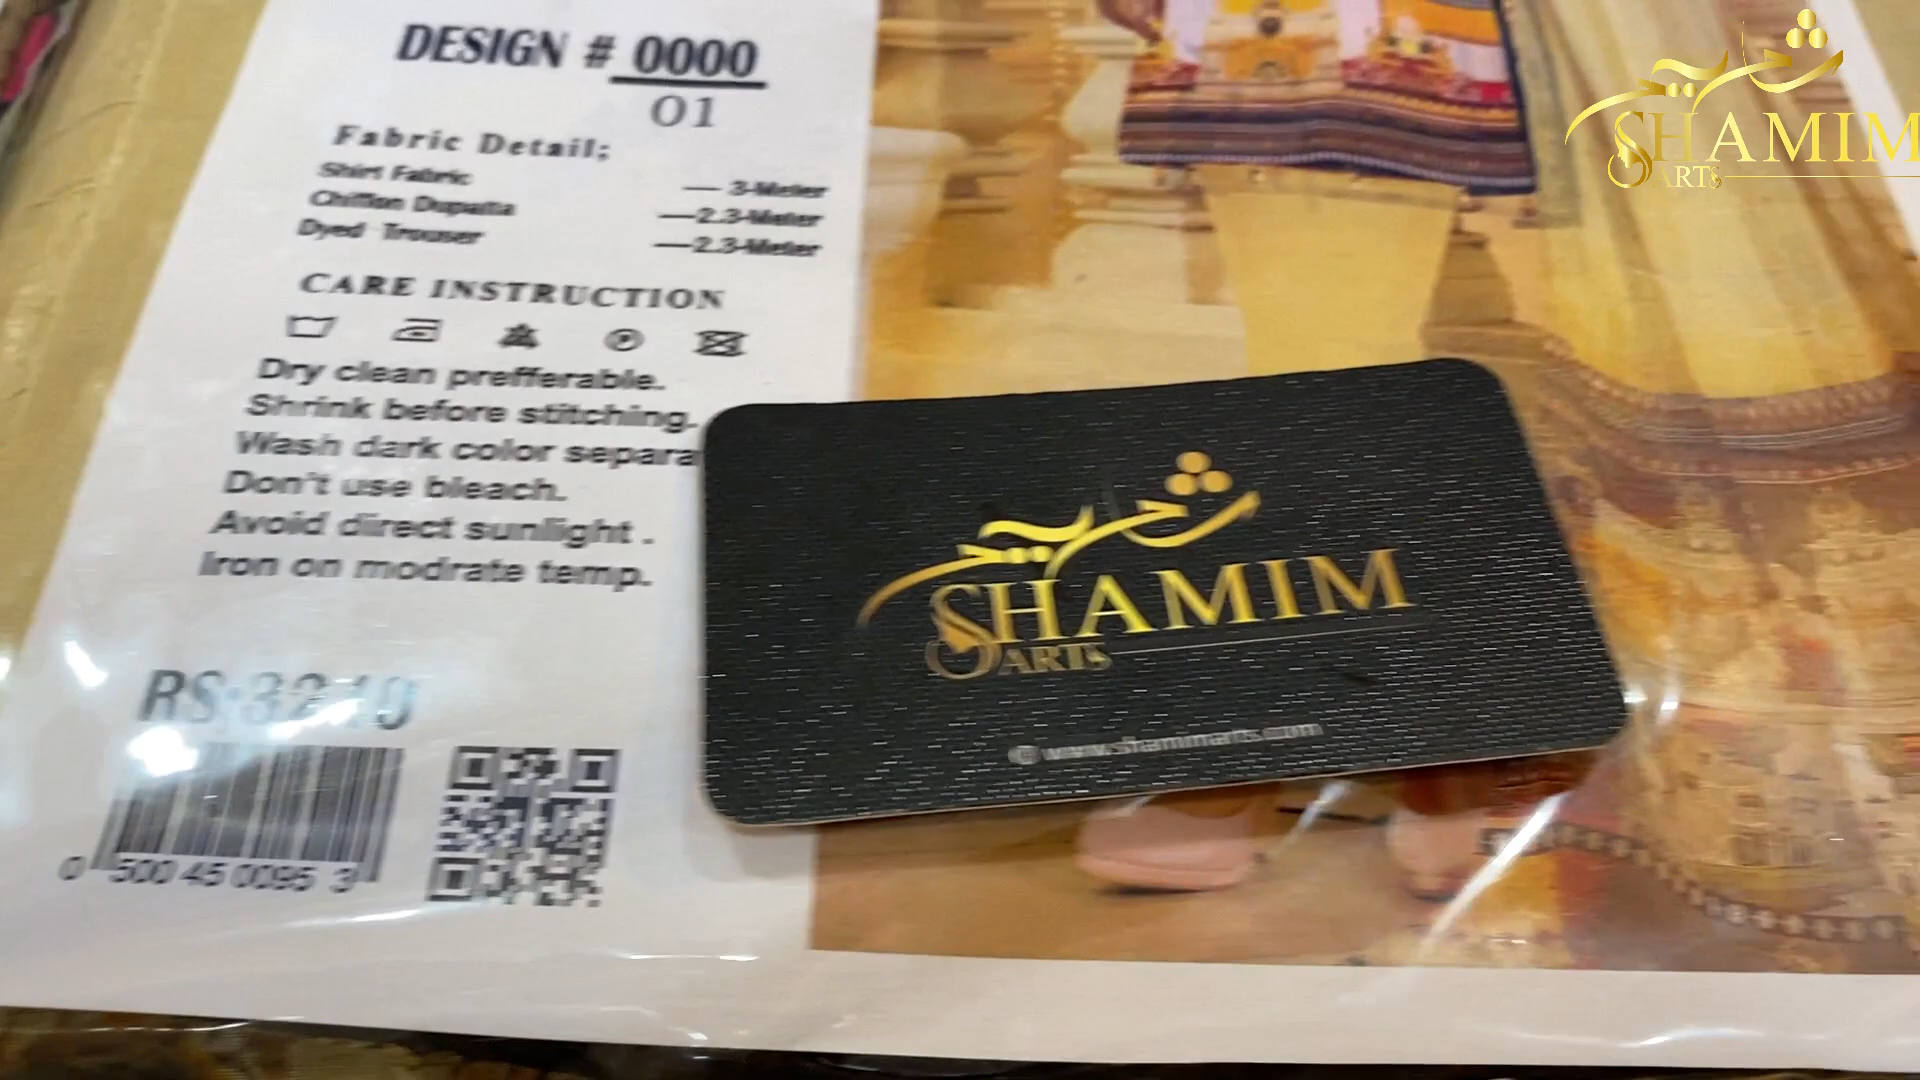 DESIGN # 0000
01
Fabric Detail;
Shirt Fabric — 3-Meter
Chiffon Dupatta —2.3-Meter
Dyed Trouser —2.3-Meter
CARE INSTRUCTION
Dry clean prefferable.
Shrink before stitching.
Wash dark color separa
Don't use bleach.
Avoid direct sunllight .
Iron on modrate temp.
RS:3210
0 500 45 0095 3
SHAMIM
ARTS
www.shamimarts.com
SHAMIM
ARTS